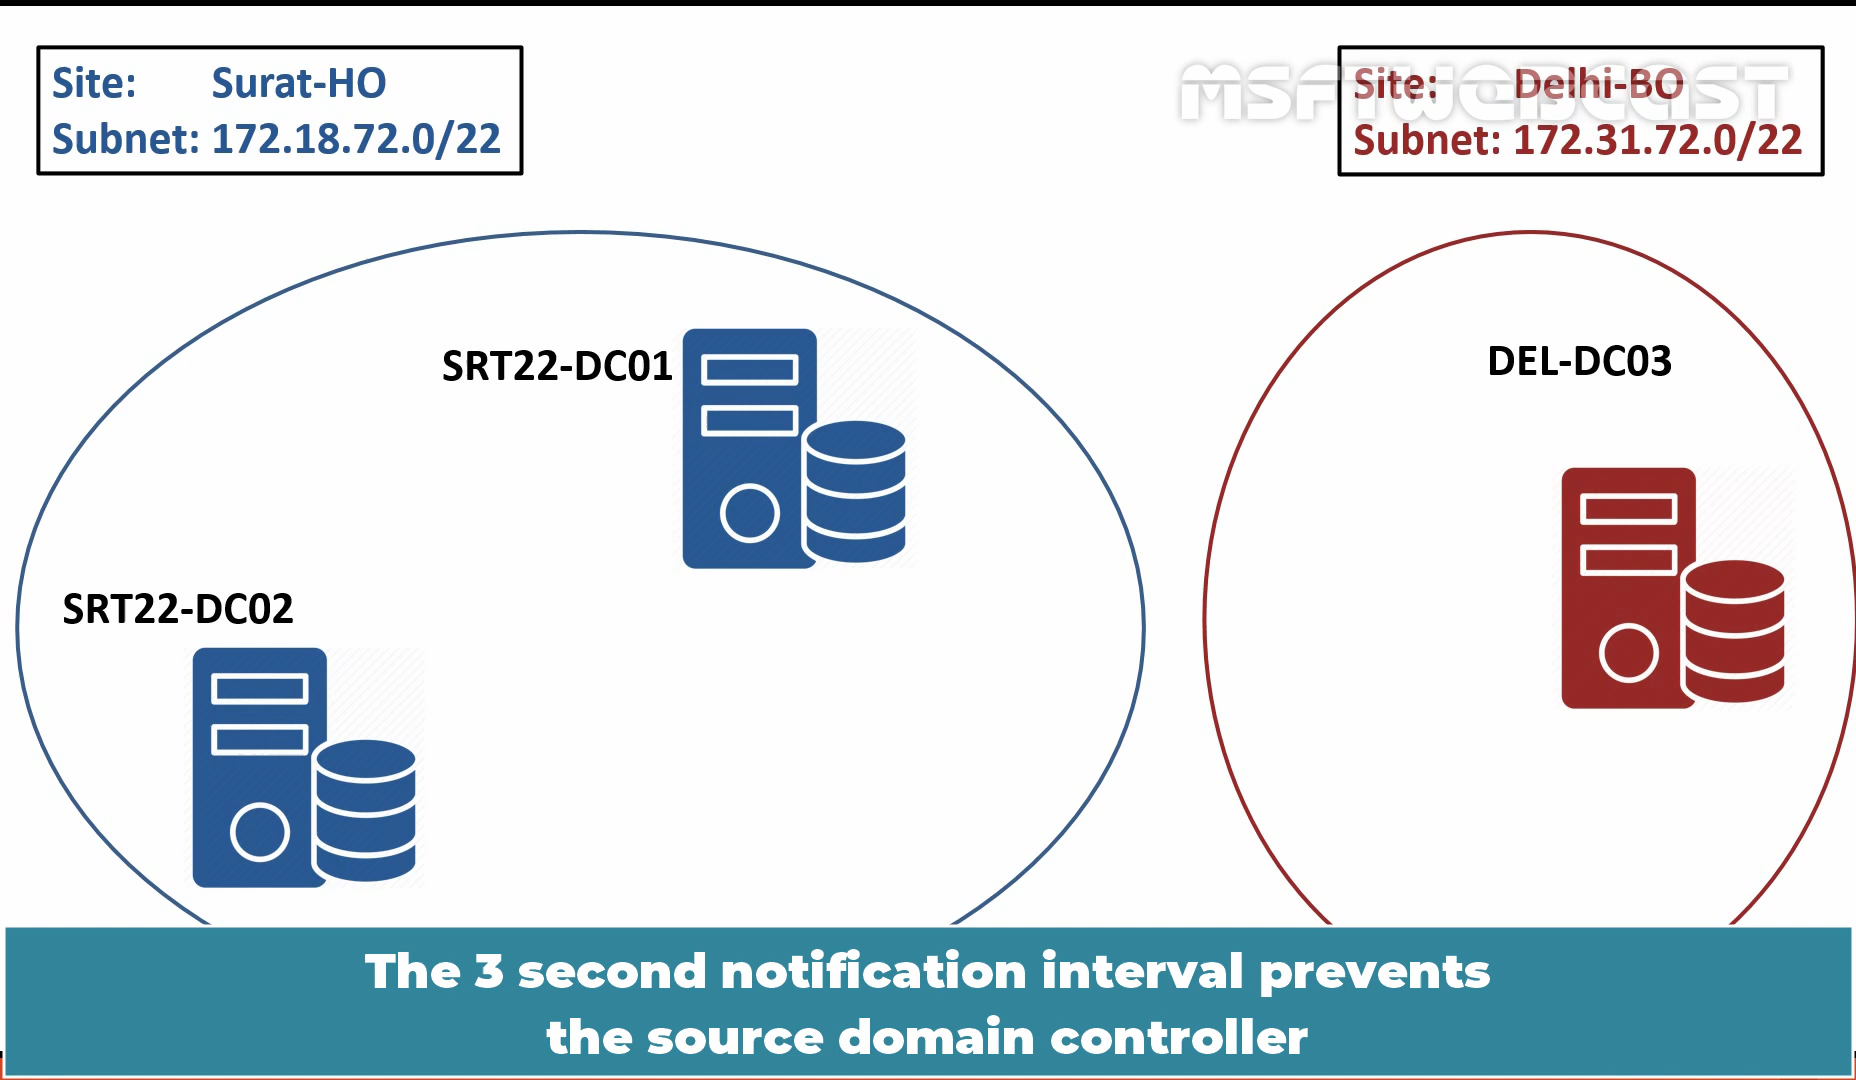 Site: Surat-HO
Subnet: 172.18.72.0/22
MSFTWEBCAST
Site: Delhi-BO
Subnet: 172.31.72.0/22
SRT22-DC01
DEL-DC03
SRT22-DC02
The 3 second notification interval prevents
the source domain controller